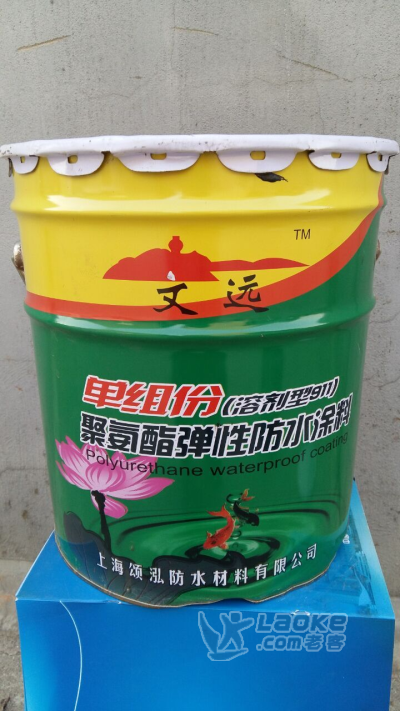 TM
文远
单组份(溶剂型911)
聚氨酯弹性防水涂料
Polyurethane waterproof coating
上海颂泓防水材料有限公司
LaoKe
.com老客